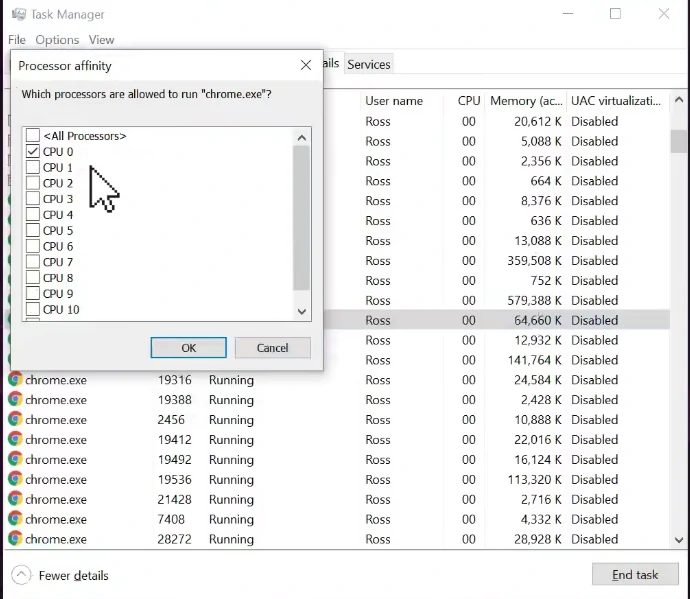 Task Manager
File Options View
Processor affinity
ails Services
Which processors are allowed to run "chrome.exe"?
<All Processors>
CPU 0
CPU 1
CPU 2
CPU 3
CPU 4
CPU 5
CPU 6
CPU 7
CPU 8
CPU 9
CPU 10
OK Cancel
User name CPU Memory (ac... UAC virtualizati...
Ross 00 20,612 K Disabled
Ross 00 5,088 K Disabled
Ross 00 2,356 K Disabled
Ross 00 664 K Disabled
Ross 00 8,376 K Disabled
Ross 00 636 K Disabled
Ross 00 13,088 K Disabled
Ross 00 359,508 K Disabled
Ross 00 752 K Disabled
Ross 00 579,388 K Disabled
Ross 00 64,660 K Disabled
Ross 00 12,932 K Disabled
Ross 00 141,764 K Disabled
chrome.exe 19316 Running Ross 00 24,584 K Disabled
chrome.exe 19388 Running Ross 00 2,428 K Disabled
chrome.exe 2456 Running Ross 00 10,888 K Disabled
chrome.exe 19412 Running Ross 00 22,016 K Disabled
chrome.exe 19492 Running Ross 00 16,124 K Disabled
chrome.exe 19536 Running Ross 00 113,320 K Disabled
chrome.exe 21428 Running Ross 00 2,716 K Disabled
chrome.exe 7408 Running Ross 00 4,332 K Disabled
chrome.exe 28272 Running Ross 00 28,928 K Disabled
Fewer details End task